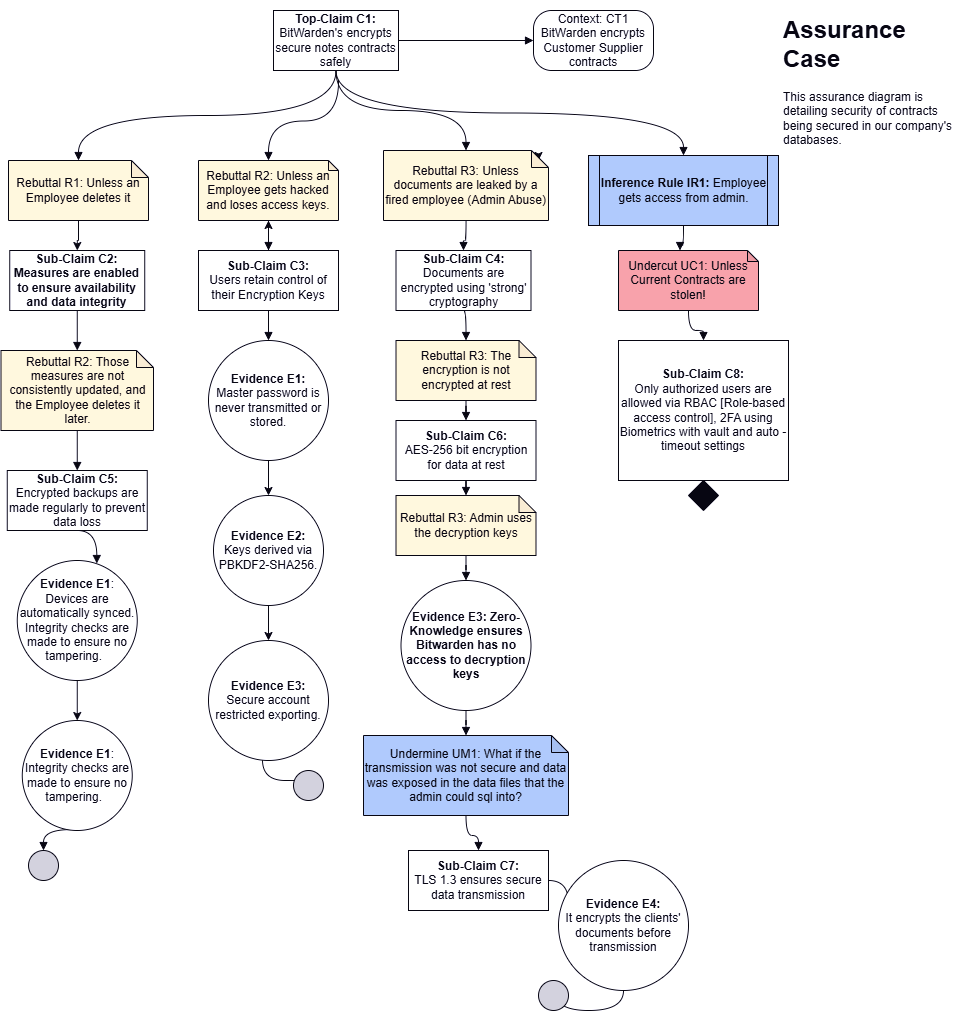 Top-Claim C1:
BitWarden's encrypts
secure notes contracts
safely
Context: CT1
BitWarden encrypts
Customer Supplier
contracts
Assurance
Case
This assurance diagram is
detailing security of contracts
being secured in our company's
databases.
Rebuttal R1: Unless an
Employee deletes it
Rebuttal R2: Unless an
Employee gets hacked
and loses access keys.
Rebuttal R3: Unless
documents are leaked by a
fired employee (Admin Abuse)
Inference Rule IR1: Employee
gets access from admin.
Sub-Claim C2:
Measures are enabled
to ensure availability
and data integrity
Sub-Claim C3:
Users retain control of
their Encryption Keys
Sub-Claim C4:
Documents are
encrypted using 'strong'
cryptography
Undercut UC1: Unless
Current Contracts are
stolen!
Rebuttal R2: Those
measures are not
consistently updated, and
the Employee deletes it
later.
Evidence E1:
Master password is
never transmitted or
stored.
Rebuttal R3: The
encryption is not
encrypted at rest
Sub-Claim C8:
Only authorized users are
allowed via RBAC [Role-based
access control], 2FA using
Biometrics with vault and auto -
timeout settings
Sub-Claim C5:
Encrypted backups are
made regularly to prevent
data loss
Evidence E2:
Keys derived via
PBKDF2-SHA256.
Sub-Claim C6:
AES-256 bit encryption
for data at rest
Rebuttal R3: Admin uses
the decryption keys
Evidence E1:
Devices are
automatically synced.
Integrity checks are
made to ensure no
tampering.
Evidence E3:
Secure account
restricted exporting.
Evidence E3: Zero-
Knowledge ensures
Bitwarden has no
access to decryption
keys
Evidence E1:
Integrity checks are
made to ensure no
tampering.
Undermine UM1: What if the
transmission was not secure and data
was exposed in the data files that the
admin could sql into?
Sub-Claim C7:
TLS 1.3 ensures secure
data transmission
Evidence E4:
It encrypts the clients'
documents before
transmission